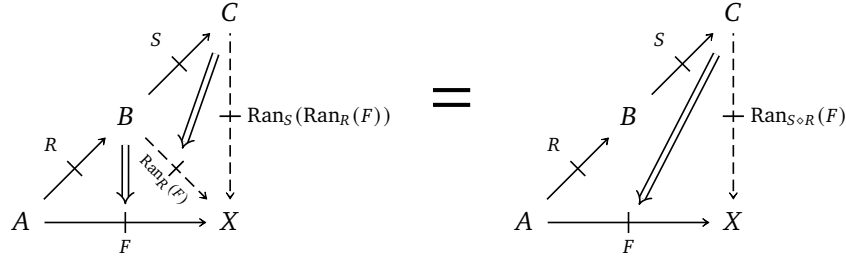 C
S
B
Ran_S(Ran_R(F))
R
Ran_R(F)
A
X
F
=
C
S
B
Ran_{S⋄R}(F)
R
A
X
F